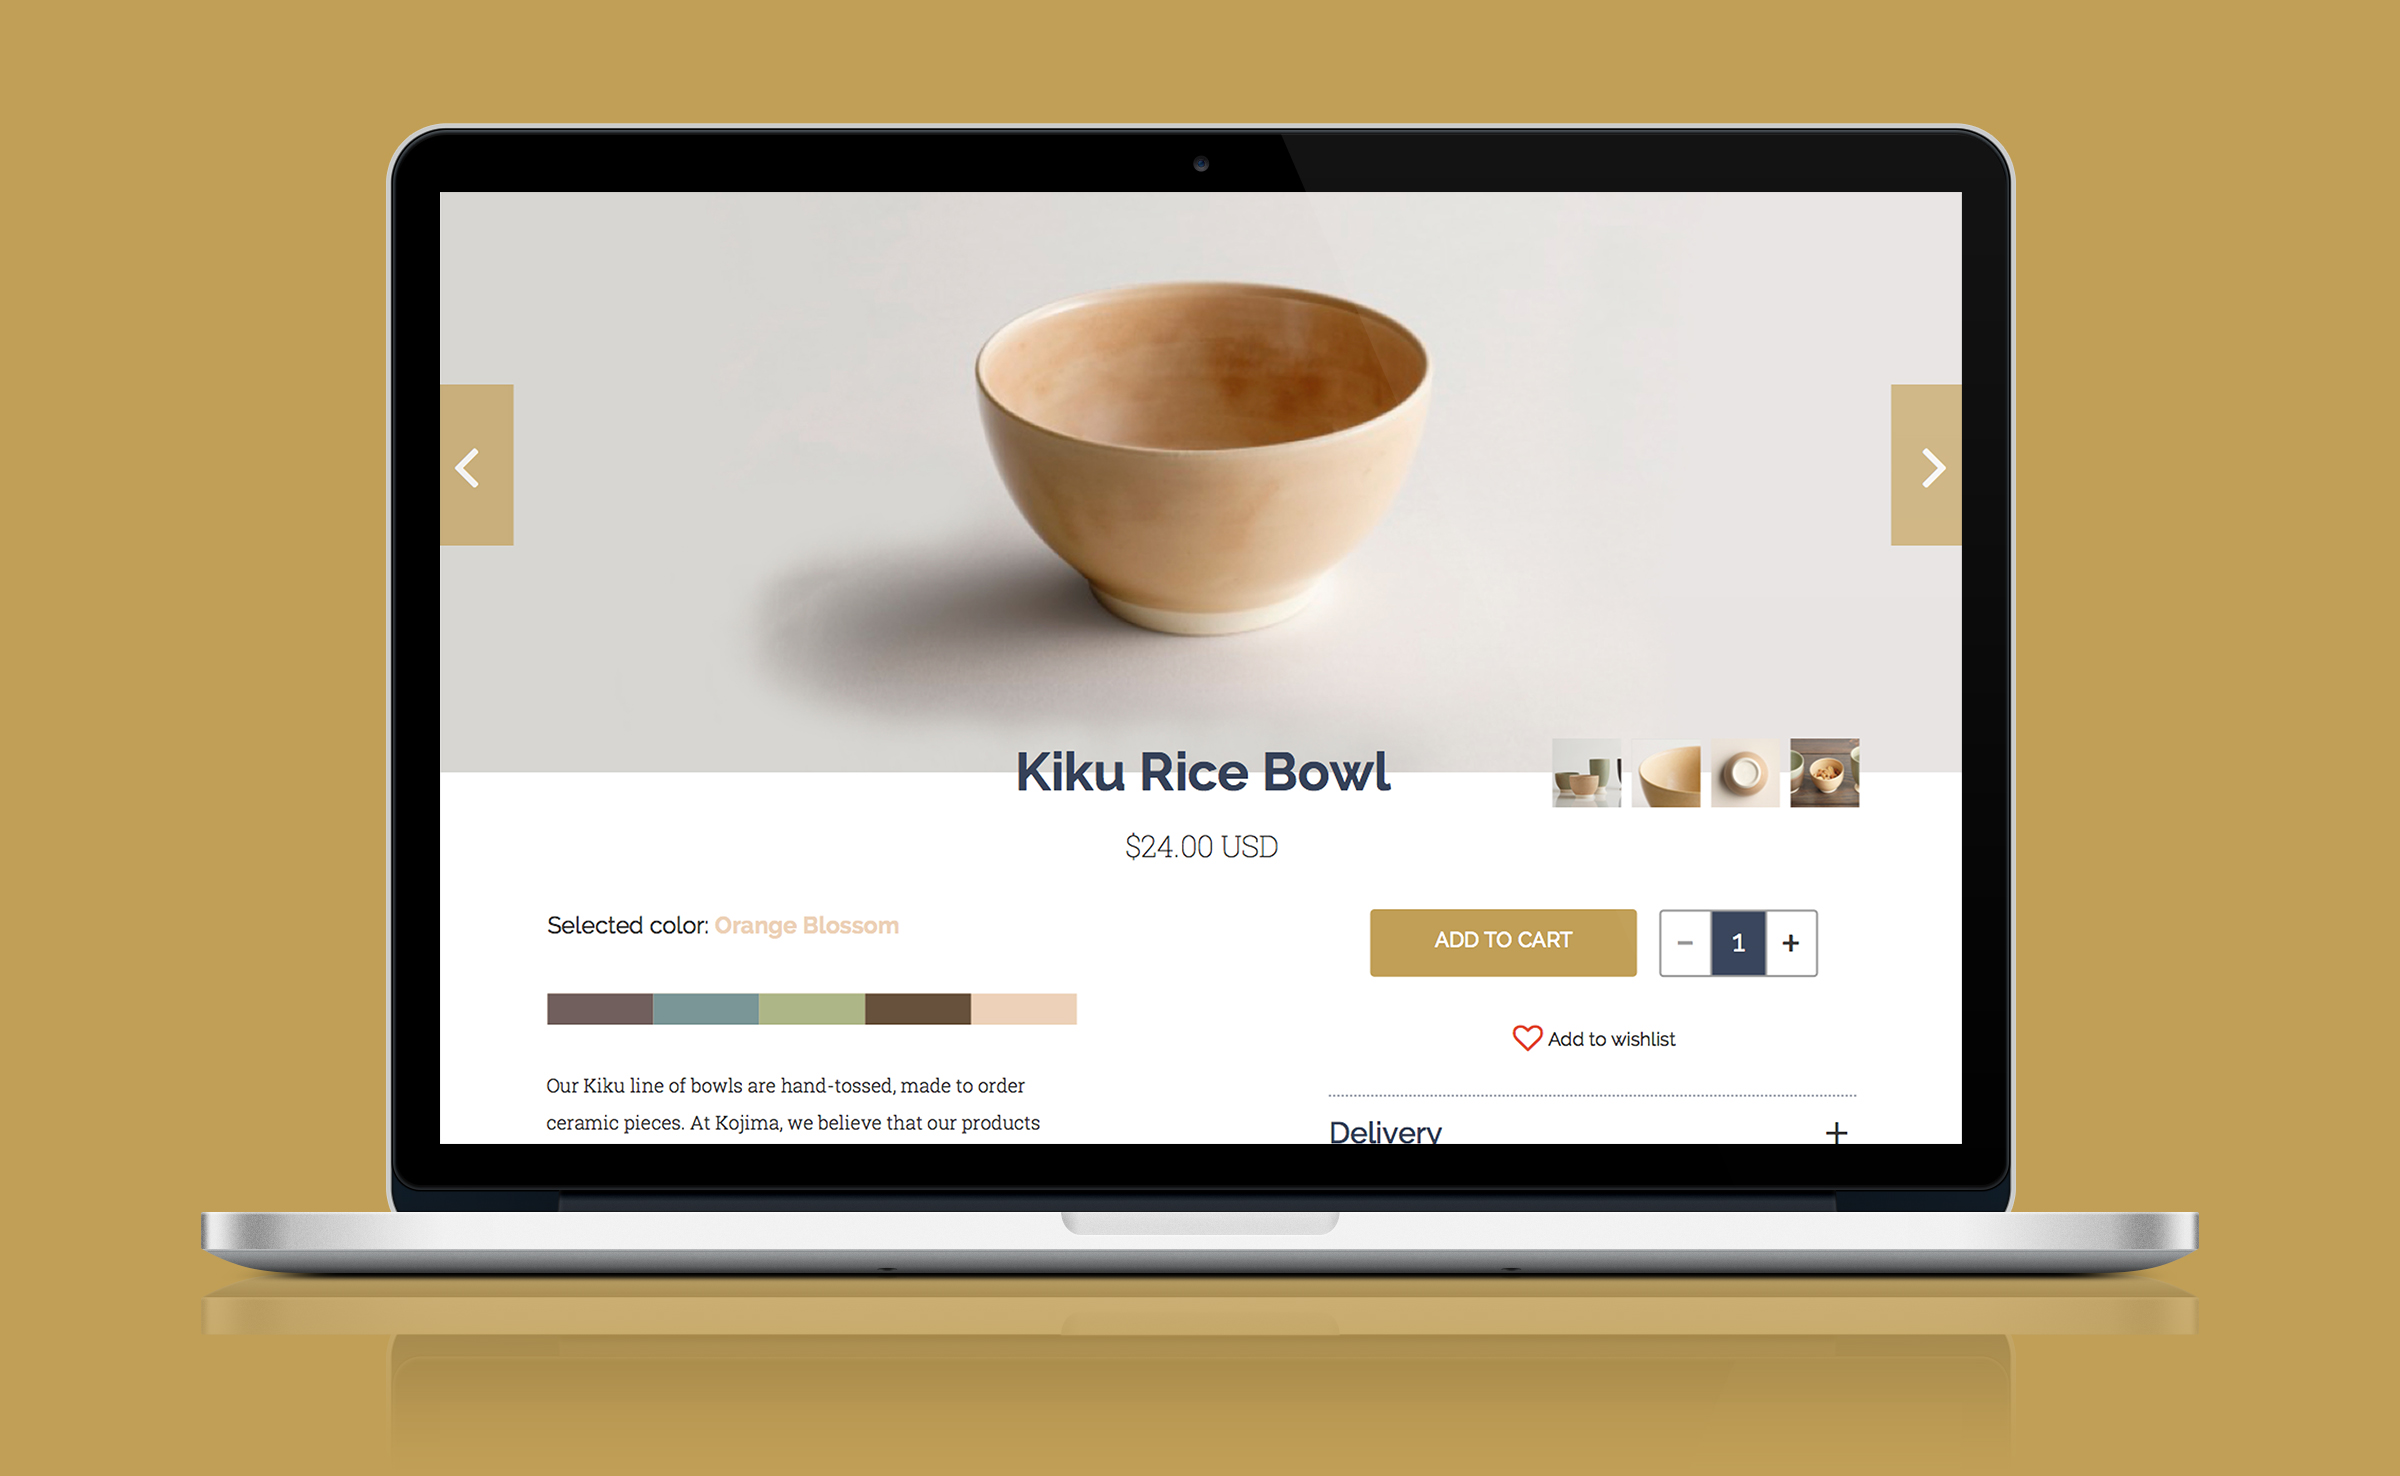 Kiku Rice Bowl
$24.00 USD
Selected color: Orange Blossom
ADD TO CART
− 1 +
Add to wishlist
Our Kiku line of bowls are hand-tossed, made to order
ceramic pieces. At Kojima, we believe that our products
Delivery +